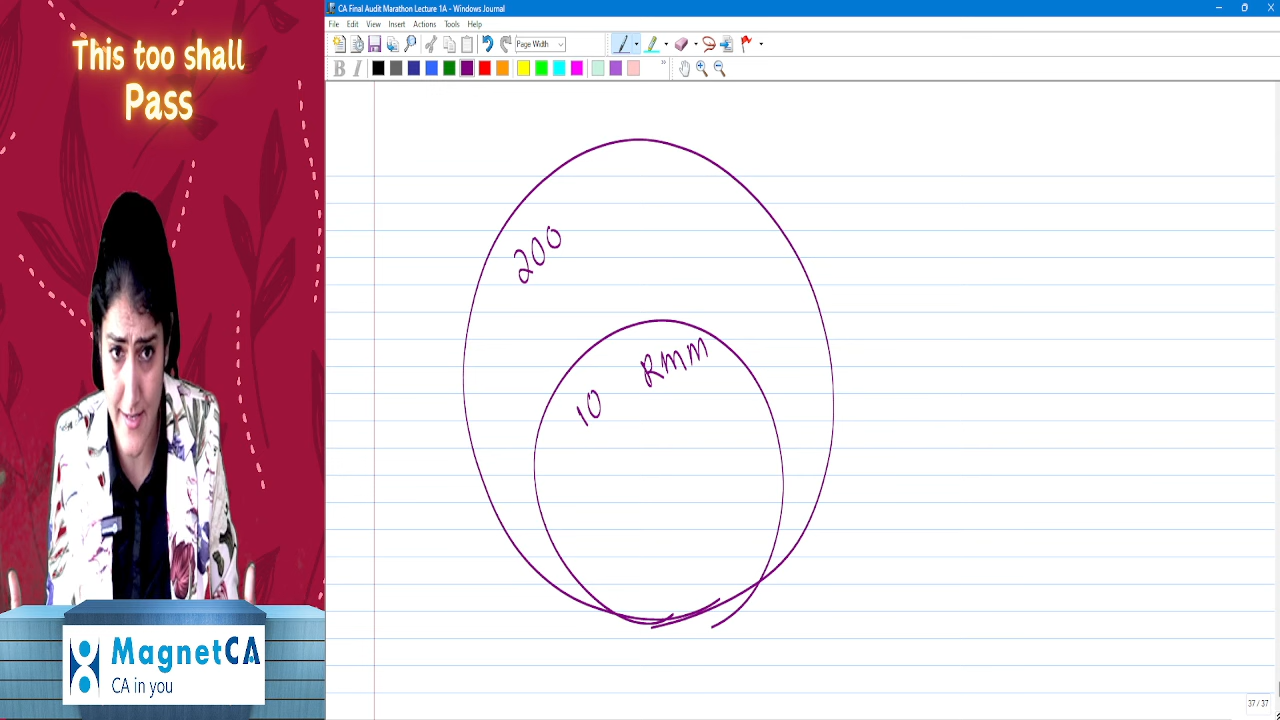 This too shall
Pass
CA Final Audit Marathon Lecture 1A - Windows Journal
File Edit View Insert Actions Tools Help
Page Width
B I
200
10 RMM
MagnetCA
CA in you
37 / 37